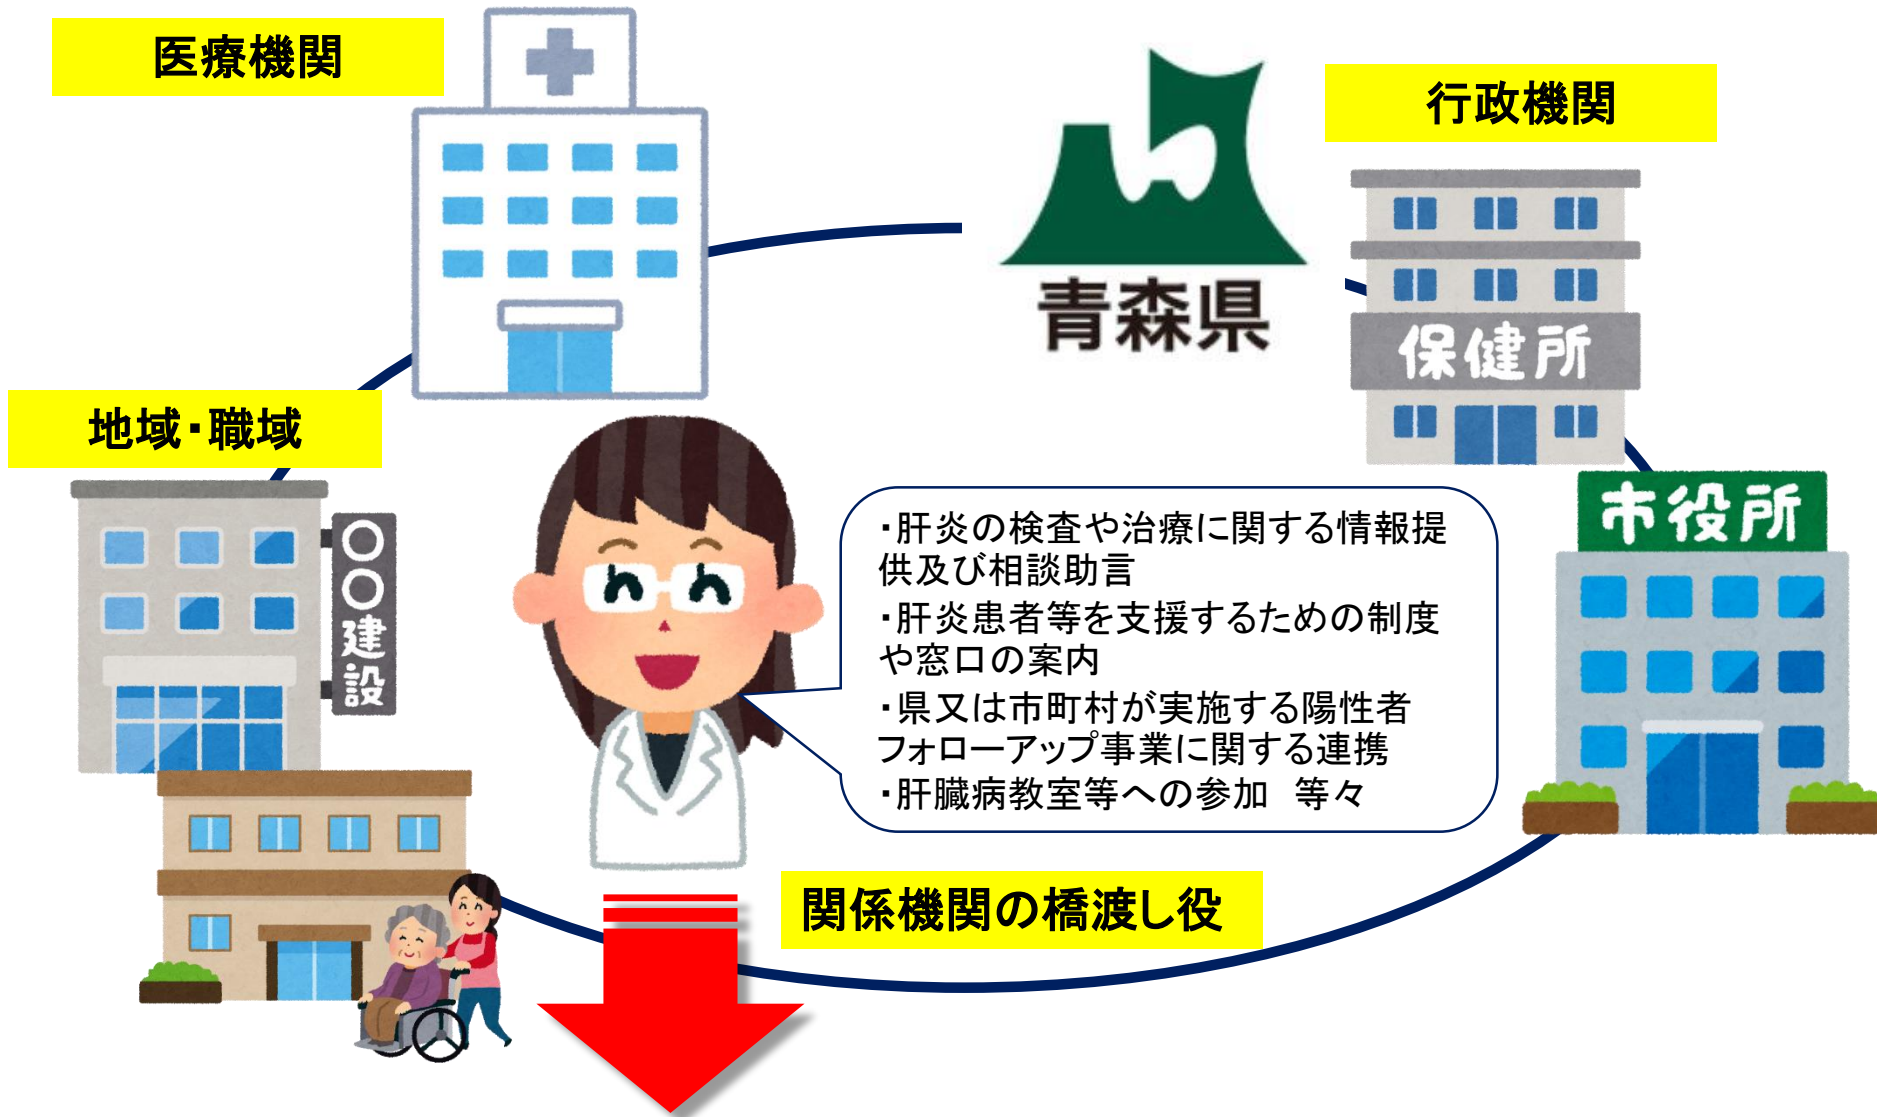 医療機関
行政機関
青森県
保健所
地域・職域
市役所
〇〇建設
・肝炎の検査や治療に関する情報提
供及び相談助言
・肝炎患者等を支援するための制度
や窓口の案内
・県又は市町村が実施する陽性者
フォローアップ事業に関する連携
・肝臓病教室等への参加　等々
関係機関の橋渡し役